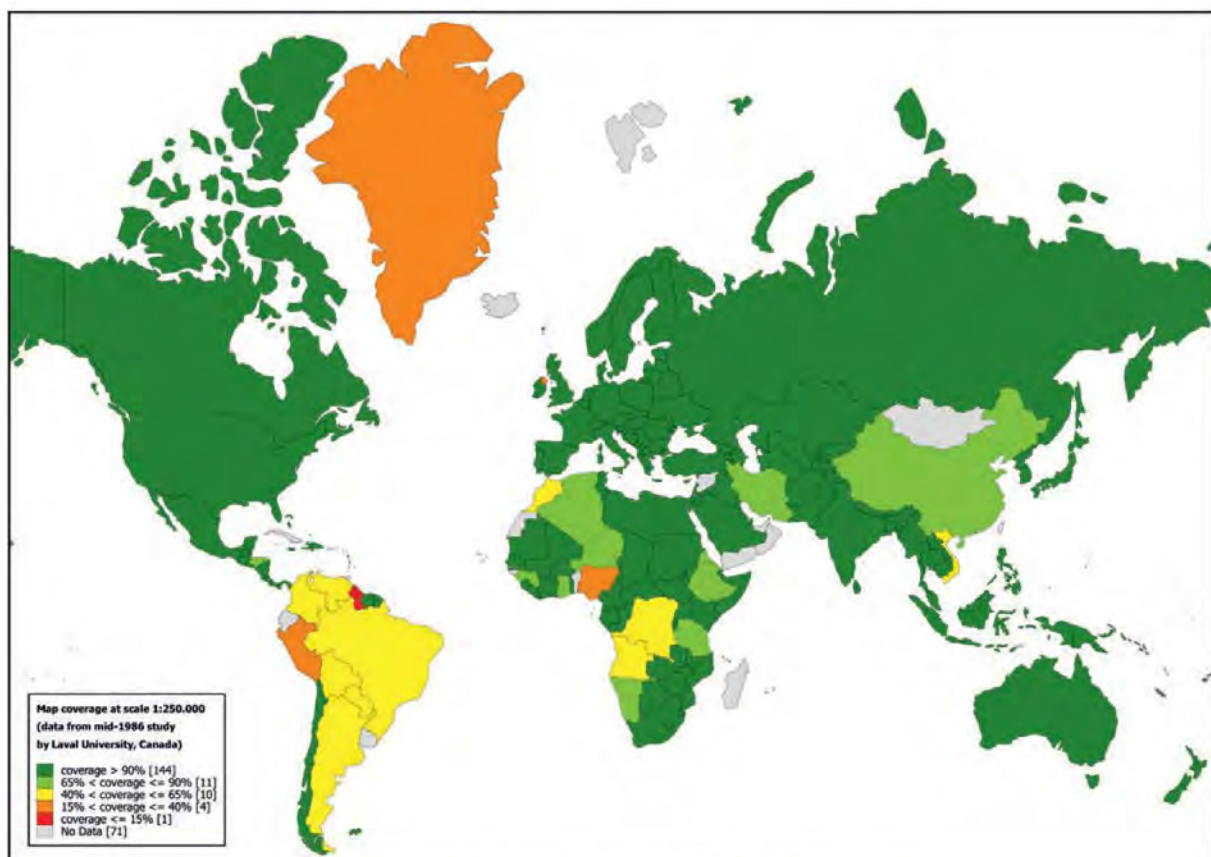 Map coverage at scale 1:250.000
(data from mid-1986 study
by Laval University, Canada)
coverage > 90% [144]
65% < coverage <= 90% [11]
40% < coverage <= 65% [10]
15% < coverage <= 40% [4]
coverage <= 15% [1]
No Data [71]